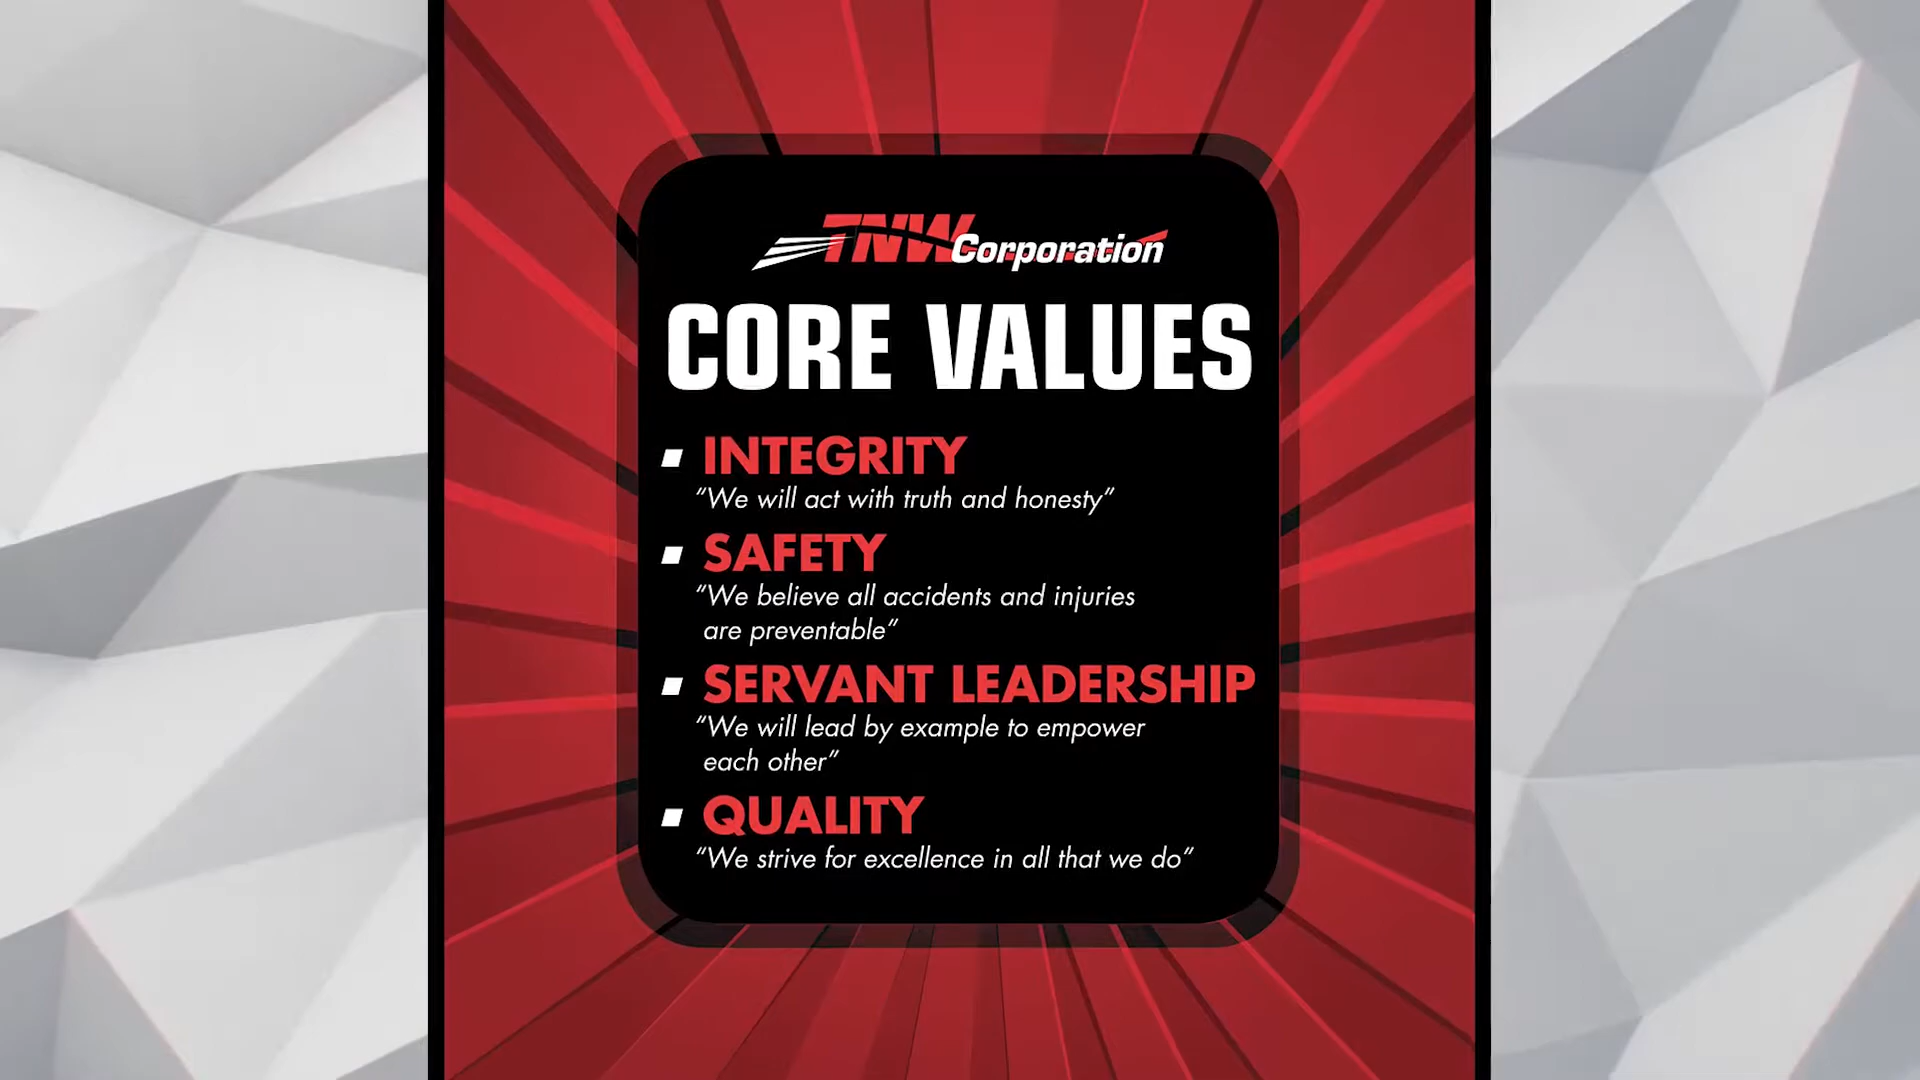 TNW Corporation
CORE VALUES
INTEGRITY
“We will act with truth and honesty”
SAFETY
“We believe all accidents and injuries
are preventable”
SERVANT LEADERSHIP
“We will lead by example to empower
each other”
QUALITY
“We strive for excellence in all that we do”